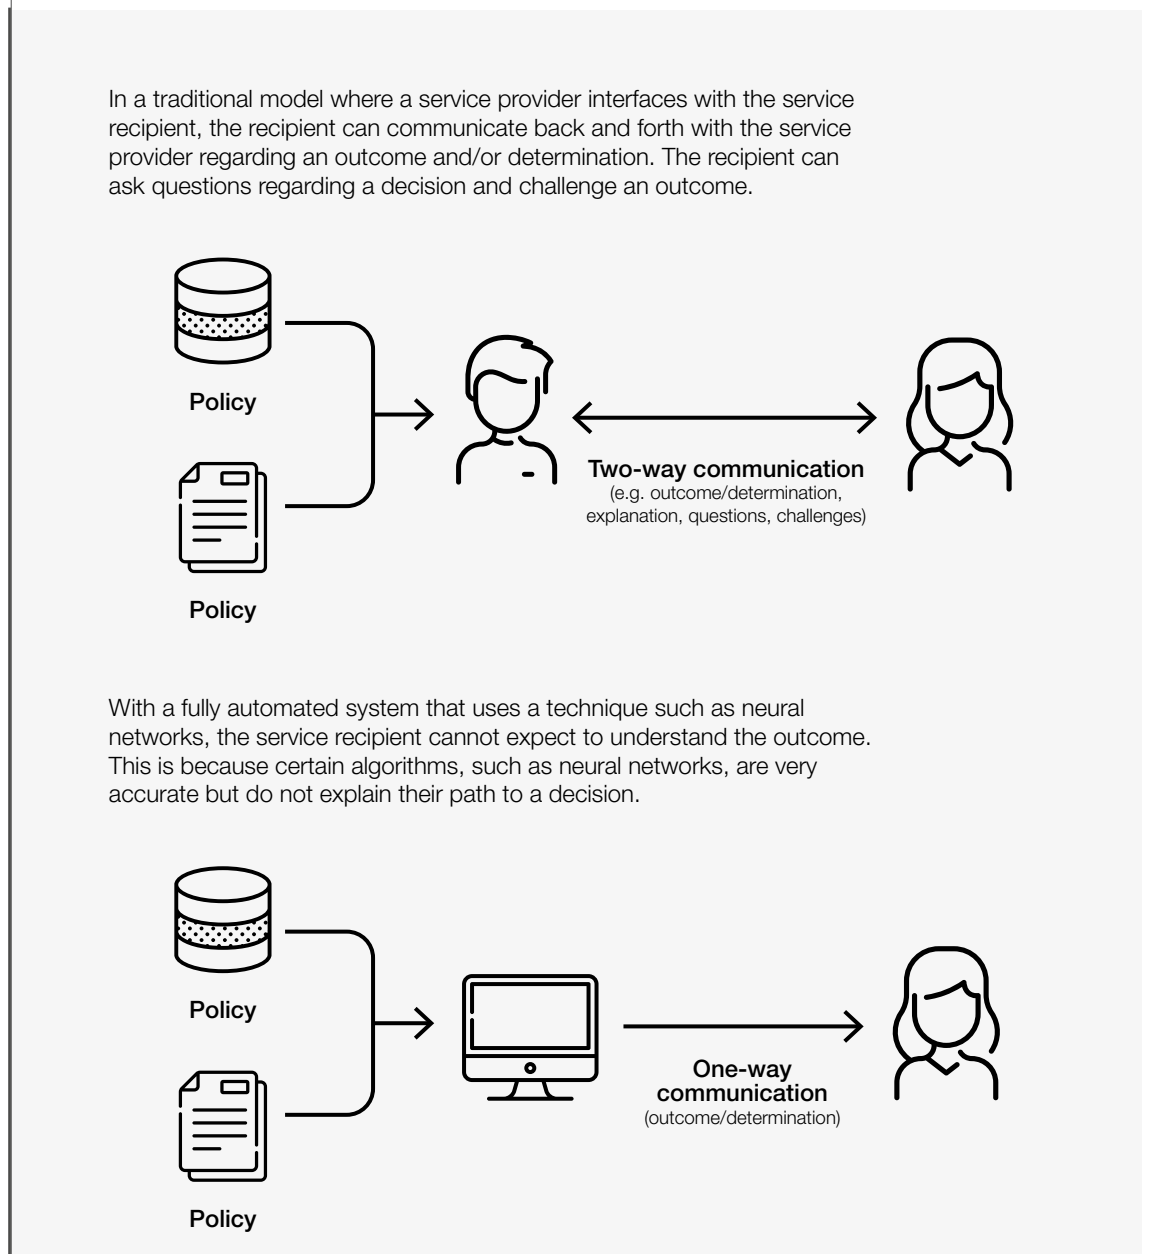 In a traditional model where a service provider interfaces with the service
recipient, the recipient can communicate back and forth with the service
provider regarding an outcome and/or determination. The recipient can
ask questions regarding a decision and challenge an outcome.
Policy
Two-way communication
(e.g. outcome/determination,
explanation, questions, challenges)
Policy
With a fully automated system that uses a technique such as neural
networks, the service recipient cannot expect to understand the outcome.
This is because certain algorithms, such as neural networks, are very
accurate but do not explain their path to a decision.
Policy
One-way
communication
(outcome/determination)
Policy